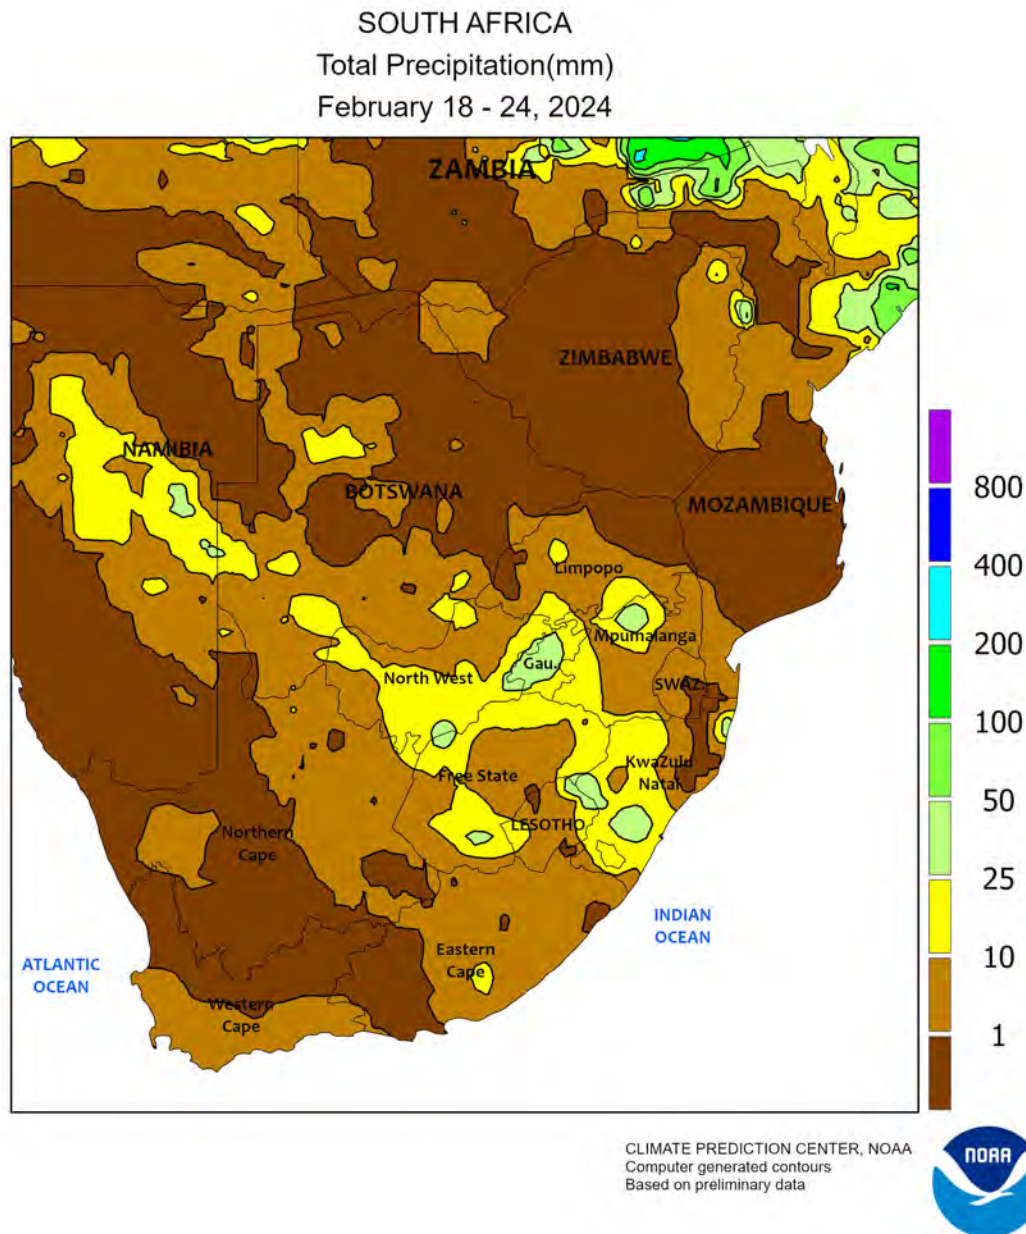 SOUTH AFRICA
Total Precipitation(mm)
February 18 - 24, 2024
ZAMBIA
ZIMBABWE
NAMIBIA
BOTSWANA
MOZAMBIQUE
Limpopo
Mpumalanga
Gau.
North West
SWAZ.
KwaZulu
Natal
Free State
LESOTHO
Northern
Cape
Eastern
Cape
Western
Cape
INDIAN
OCEAN
ATLANTIC
OCEAN
800
400
200
100
50
25
10
1
CLIMATE PREDICTION CENTER, NOAA
Computer generated contours
Based on preliminary data
NOAA